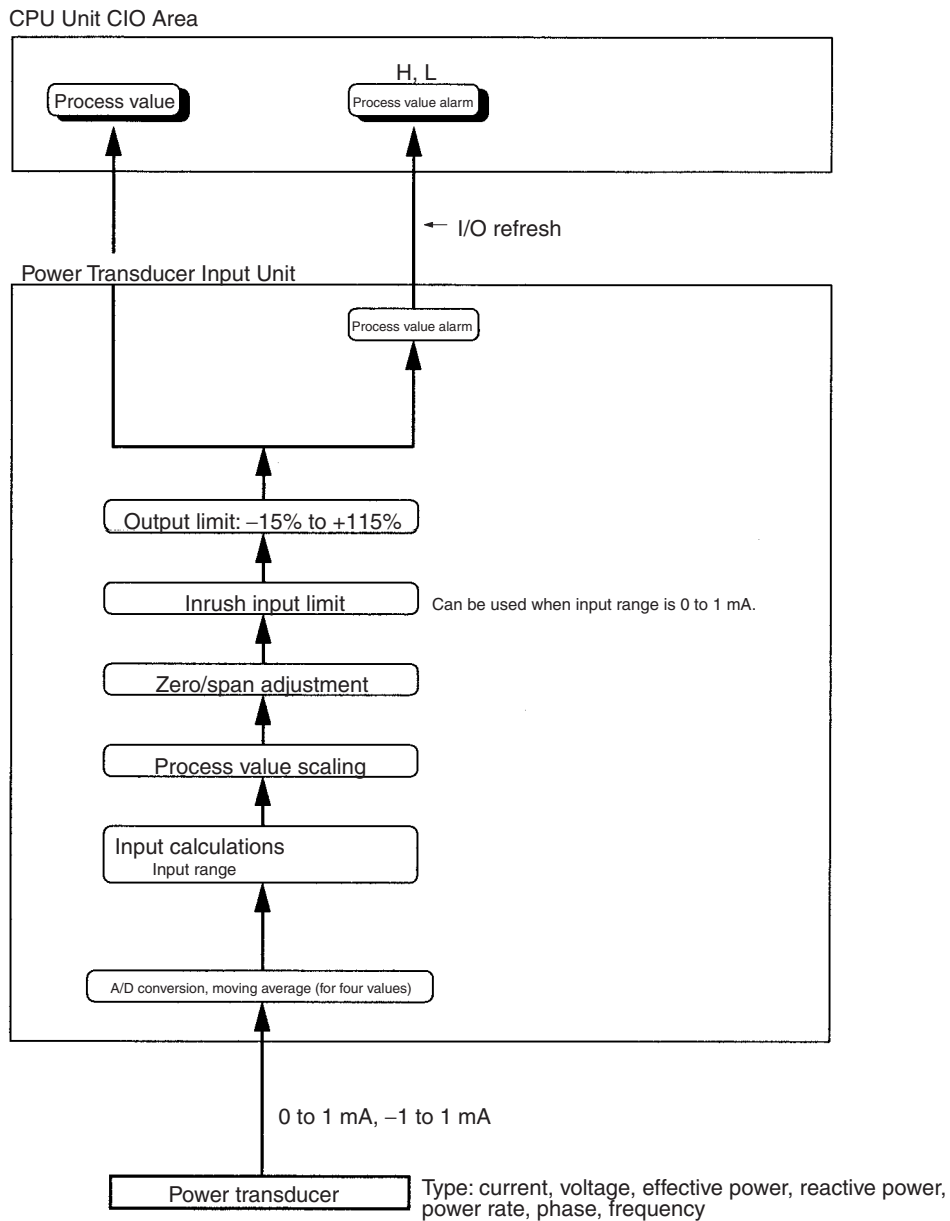 CPU Unit CIO Area
H, L
Process value
Process value alarm
I/O refresh
Power Transducer Input Unit
Process value alarm
Output limit: –15% to +115%
Inrush input limit
Can be used when input range is 0 to 1 mA.
Zero/span adjustment
Process value scaling
Input calculations
Input range
A/D conversion, moving average (for four values)
0 to 1 mA, –1 to 1 mA
Power transducer
Type: current, voltage, effective power, reactive power,
power rate, phase, frequency